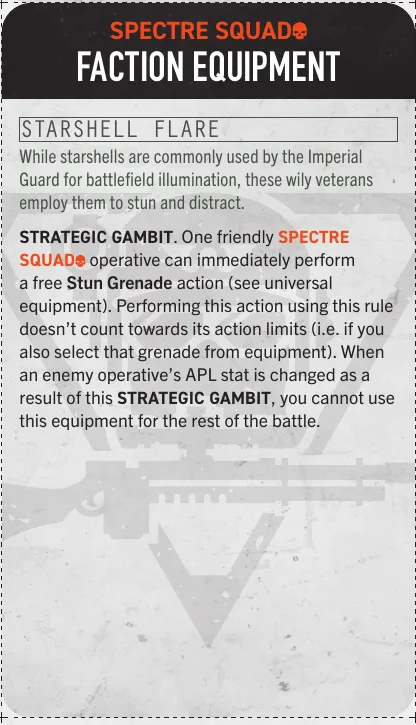 SPECTRE SQUAD
FACTION EQUIPMENT
STARSHELL FLARE
While starshells are commonly used by the Imperial
Guard for battlefield illumination, these wily veterans
employ them to stun and distract.
STRATEGIC GAMBIT. One friendly SPECTRE
SQUAD operative can immediately perform
a free Stun Grenade action (see universal
equipment). Performing this action using this rule
doesn’t count towards its action limits (i.e. if you
also select that grenade from equipment). When
an enemy operative’s APL stat is changed as a
result of this STRATEGIC GAMBIT, you cannot use
this equipment for the rest of the battle.